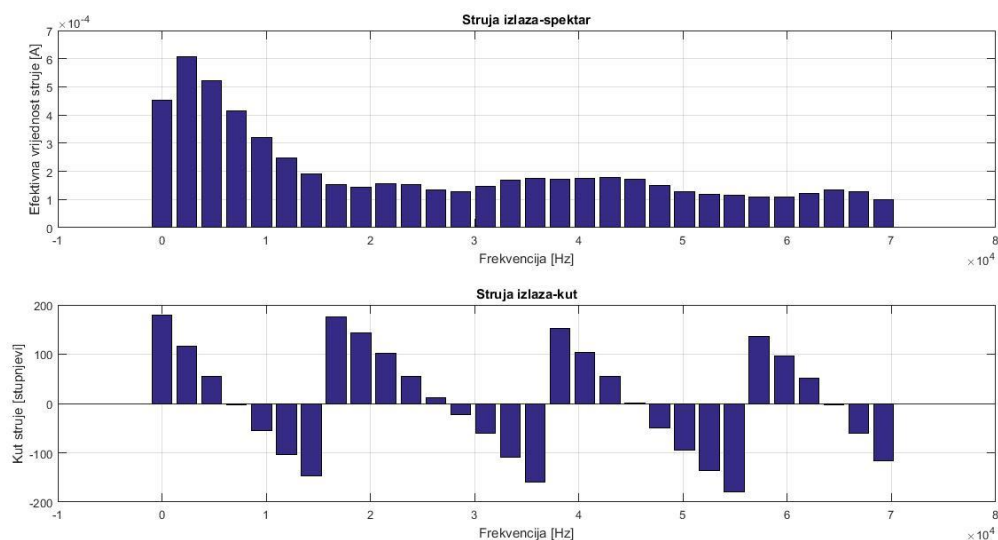 Struja izlaza-spektar
×10⁻⁴
Efektivna vrijednost struje [A]
7
6
5
4
3
2
1
0
-1 0 1 2 3 4 5 6 7 8
Frekvencija [Hz]
×10⁴
Struja izlaza-kut
Kut struje [stupnjevi]
200
100
0
-100
-200
-1 0 1 2 3 4 5 6 7 8
Frekvencija [Hz]
×10⁴